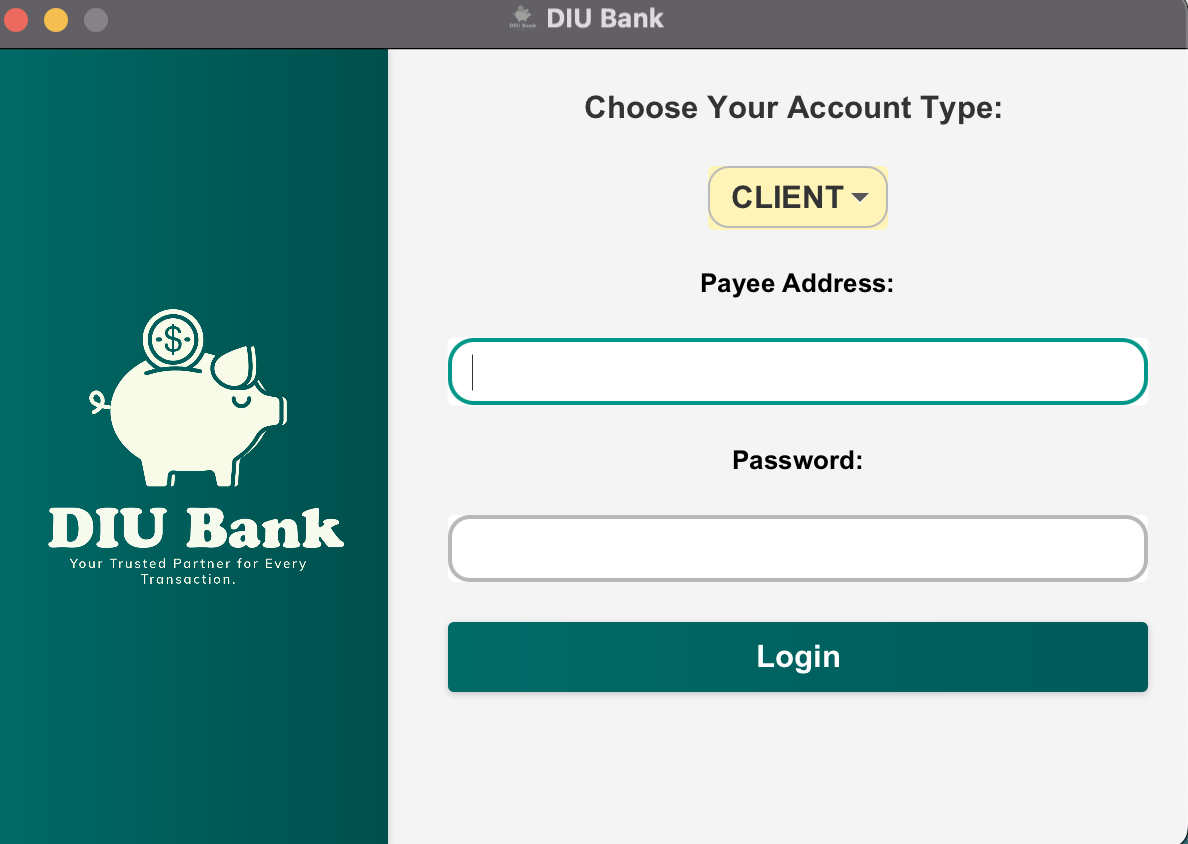 DIU Bank
Choose Your Account Type:
CLIENT
Payee Address:
Password:
Login
$
DIU Bank
Your Trusted Partner for Every
Transaction.